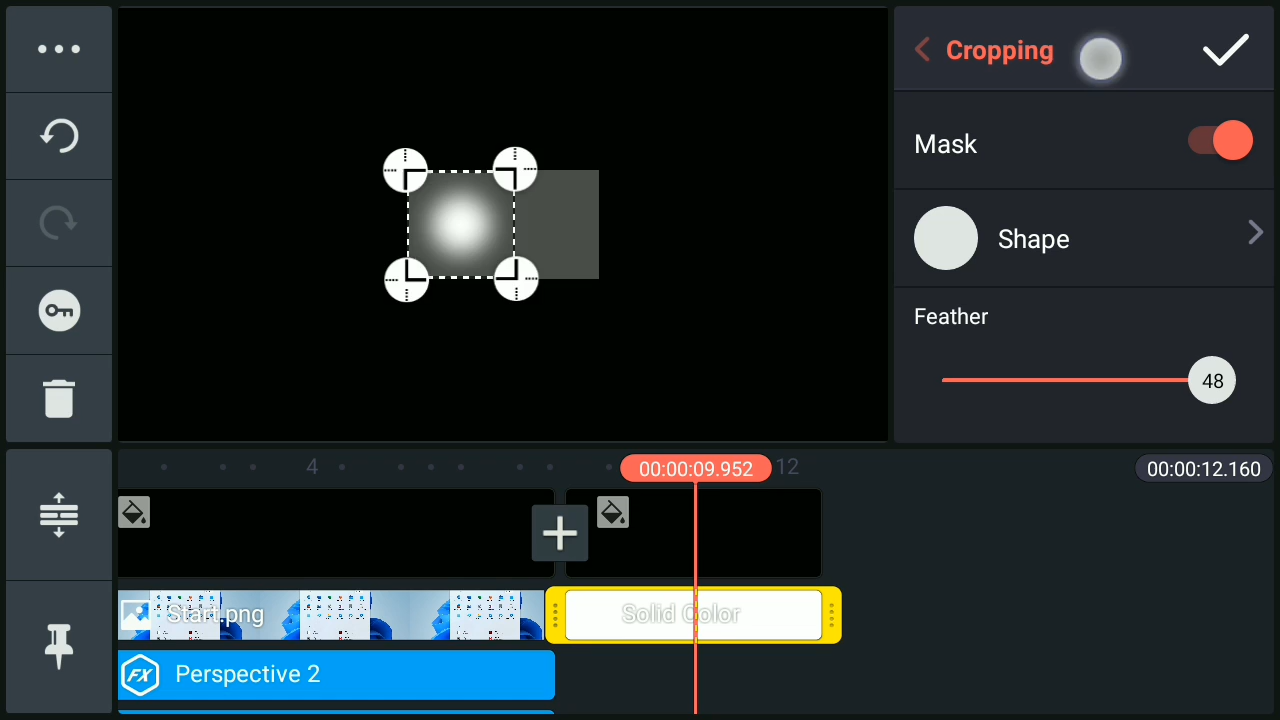 Cropping
Mask
Shape
Feather
48
4
00:00:09.952
12
00:00:12.160
Start.png
Solid Color
FX
Perspective 2